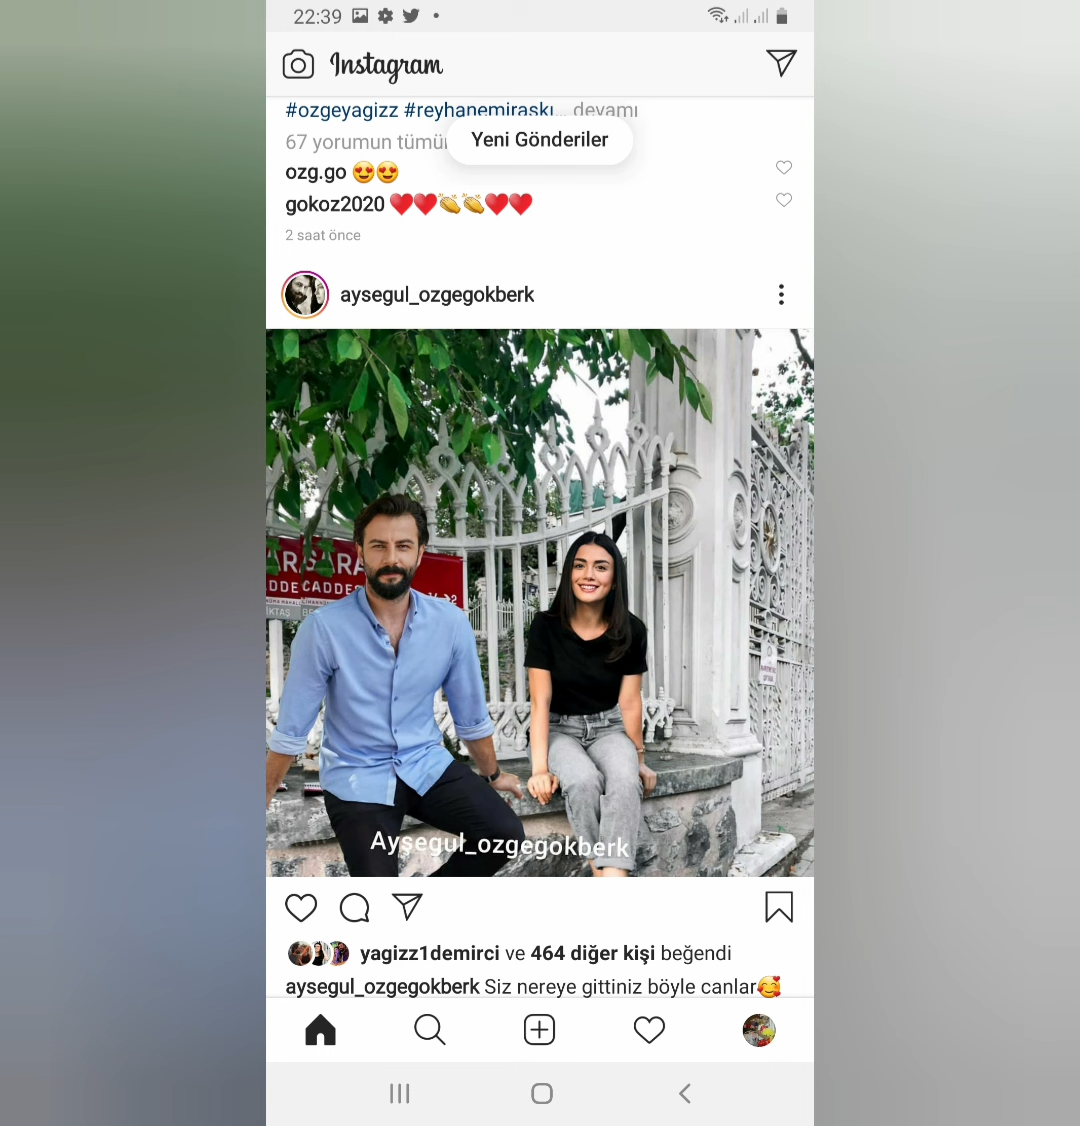 22:39
Instagram
#ozgeyagizz #reyhanemiraskı... devamı
67 yorumun tümü
Yeni Gönderiler
ozg.go 😍😍
gokoz2020 ❤️❤️👏👏❤️❤️
2 saat önce
aysegul_ozgegokberk
CADDES
Ayşegul_ozgegokberk
yagizz1demirci ve 464 diğer kişi beğendi
aysegul_ozgegokberk Siz nereye gittiniz böyle canlar🥰